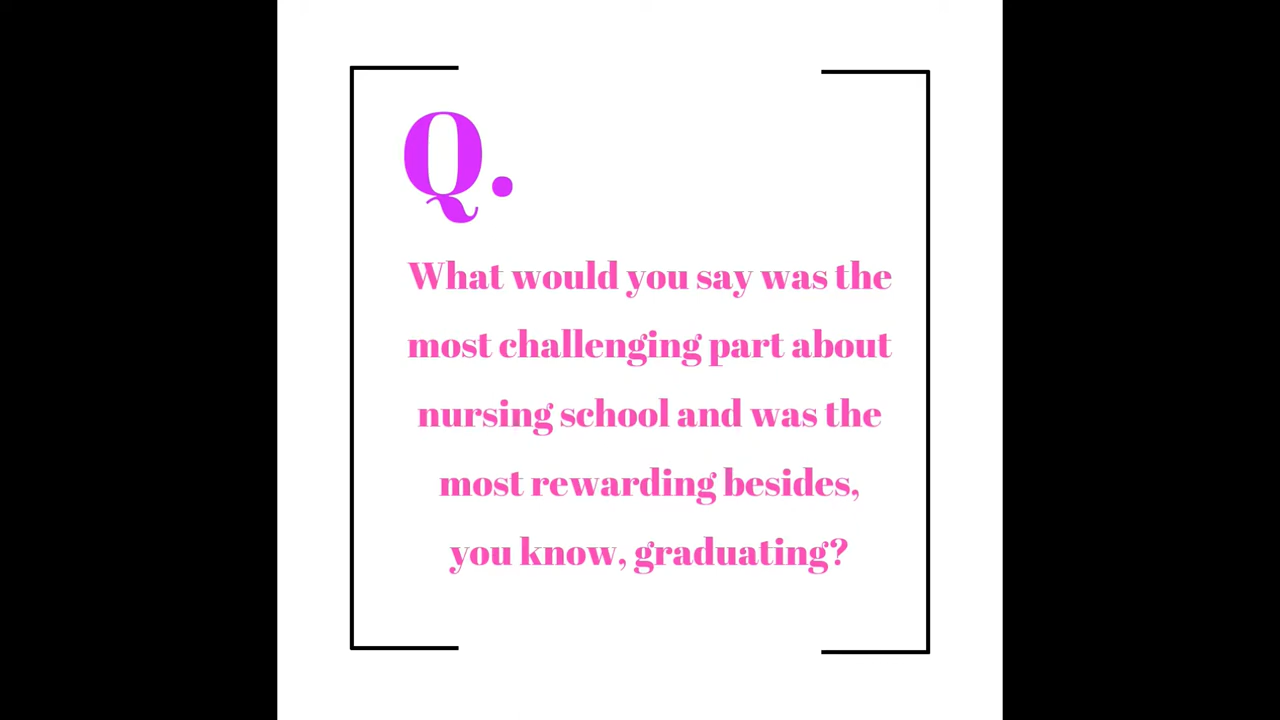 Q.
What would you say was the
most challenging part about
nursing school and was the
most rewarding besides,
you know, graduating?